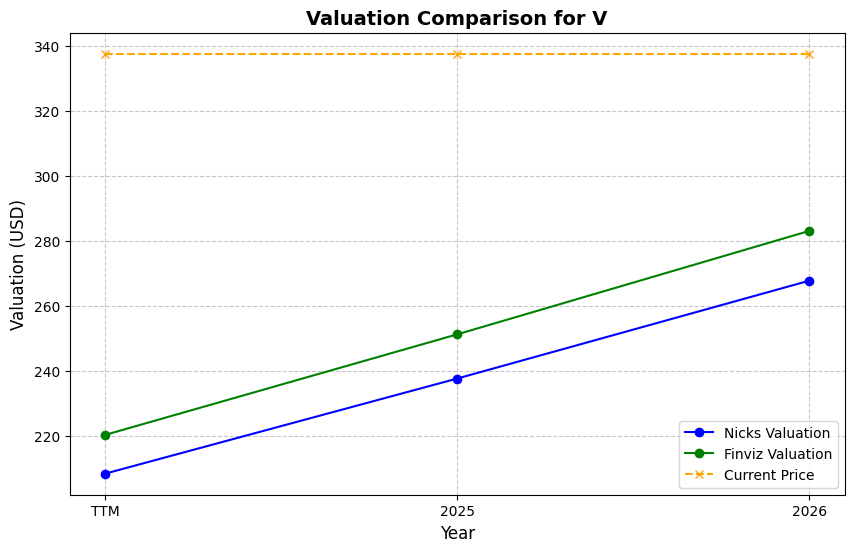 Valuation Comparison for V
Valuation (USD)
340
320
300
280
260
240
220
TTM
2025
2026
Year
Nicks Valuation
Finviz Valuation
Current Price